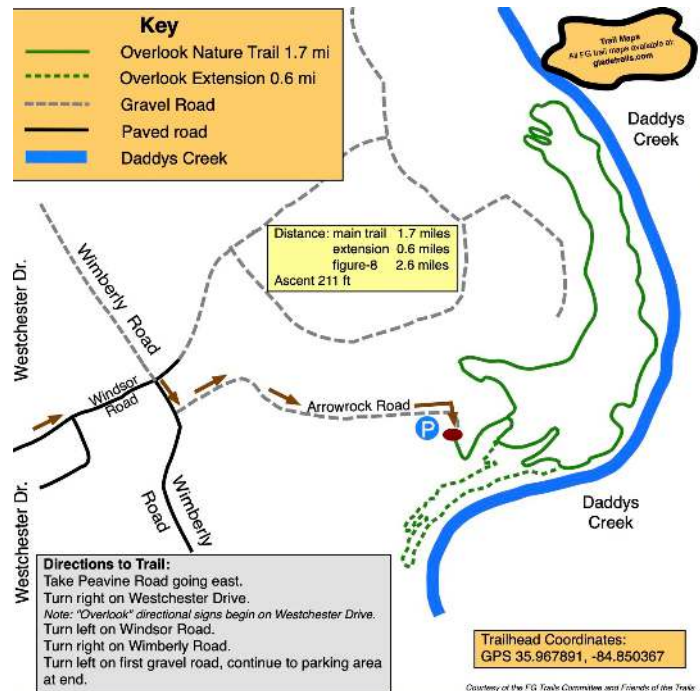 Key
Overlook Nature Trail 1.7 mi
Overlook Extension 0.6 mi
Gravel Road
Paved road
Daddys Creek
Trail Maps
All FG trail maps available at:
gladetrails.com
Daddys
Creek
Distance: main trail 1.7 miles
extension 0.6 miles
figure-8 2.6 miles
Ascent 211 ft
Westchester Dr.
Wimberly Road
Windsor
Road
Arrowrock Road
P
Wimberly
Road
Westchester Dr.
Daddys
Creek
Directions to Trail:
Take Peavine Road going east.
Turn right on Westchester Drive.
Note: "Overlook" directional signs begin on Westchester Drive.
Turn left on Windsor Road.
Turn right on Wimberly Road.
Turn left on first gravel road, continue to parking area
at end.
Trailhead Coordinates:
GPS 35.967891, -84.850367
Courtesy of the FG Trails Committee and Friends of the Trails